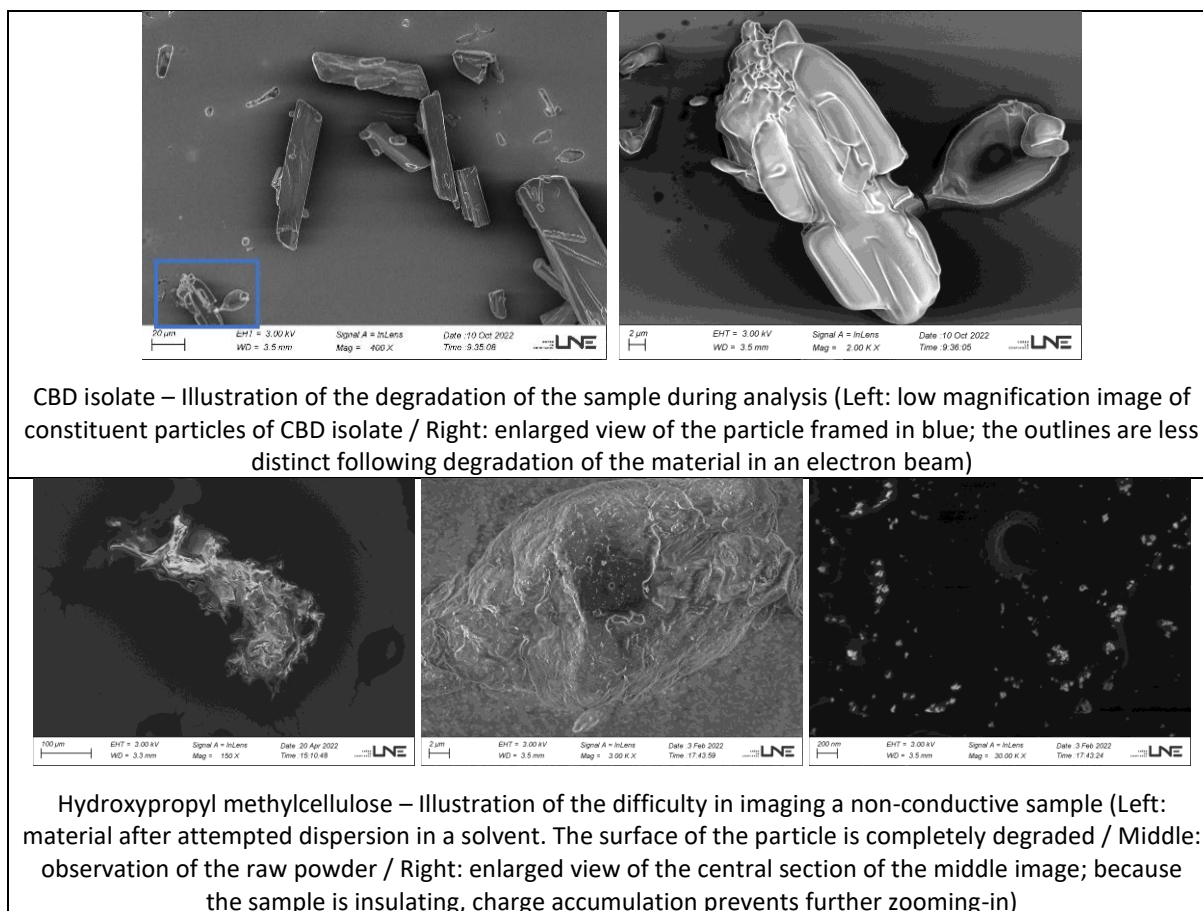 20 µm
EHT = 3.00 kV Signal A = InLens Date :10 Oct 2022
WD = 3.5 mm Mag = 400 X Time :9:35:08
LNE
2 µm
EHT = 3.00 kV Signal A = InLens Date :10 Oct 2022
WD = 3.5 mm Mag = 2.00 K X Time :9:36:05
LNE
CBD isolate – Illustration of the degradation of the sample during analysis (Left: low magnification image of
constituent particles of CBD isolate / Right: enlarged view of the particle framed in blue; the outlines are less
distinct following degradation of the material in an electron beam)
100 µm
EHT = 3.00 kV Signal A = InLens Date :20 Apr 2022
WD = 3.3 mm Mag = 150 X Time :15:10:48
LNE
2 µm
EHT = 3.00 kV Signal A = InLens Date :3 Feb 2022
WD = 3.5 mm Mag = 3.00 K X Time :17:43:59
LNE
200 nm
EHT = 3.00 kV Signal A = InLens Date :3 Feb 2022
WD = 3.5 mm Mag = 30.00 K X Time :17:43:24
LNE
Hydroxypropyl methylcellulose – Illustration of the difficulty in imaging a non-conductive sample (Left:
material after attempted dispersion in a solvent. The surface of the particle is completely degraded / Middle:
observation of the raw powder / Right: enlarged view of the central section of the middle image; because
the sample is insulating, charge accumulation prevents further zooming-in)